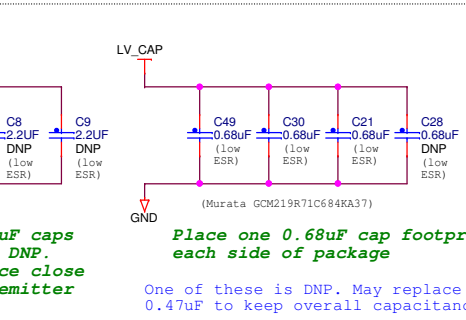 LV_CAP
C8
2.2UF
DNP
(low
ESR)
C9
2.2UF
DNP
(low
ESR)
C49
0.68uF
(low
ESR)
C30
0.68uF
(low
ESR)
C21
0.68uF
(low
ESR)
C28
0.68uF
DNP
(low
ESR)
GND
(Murata GCM219R71C684KA37)
uF caps
DNP.
ce close
emitter
Place one 0.68uF cap footpr
each side of package
One of these is DNP. May replace
0.47uF to keep overall capacitanc